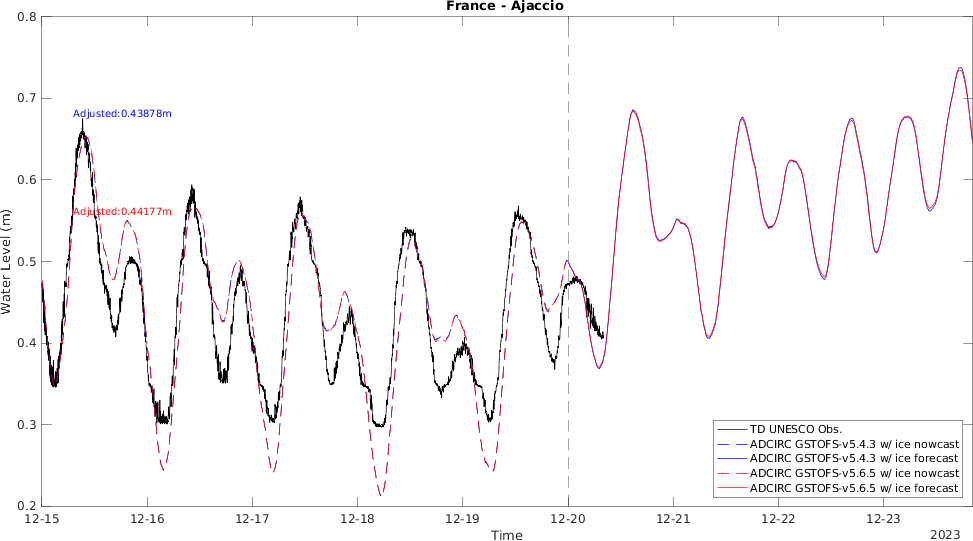 France - Ajaccio
0.8
0.7
0.6
0.5
0.4
0.3
0.2
Water Level (m)
Adjusted:0.43878m
Adjusted:0.44177m
TD UNESCO Obs.
ADCIRC GSTOFS-v5.4.3 w/ ice nowcast
ADCIRC GSTOFS-v5.4.3 w/ ice forecast
ADCIRC GSTOFS-v5.6.5 w/ ice nowcast
ADCIRC GSTOFS-v5.6.5 w/ ice forecast
12-15 12-16 12-17 12-18 12-19 12-20 12-21 12-22 12-23
Time
2023